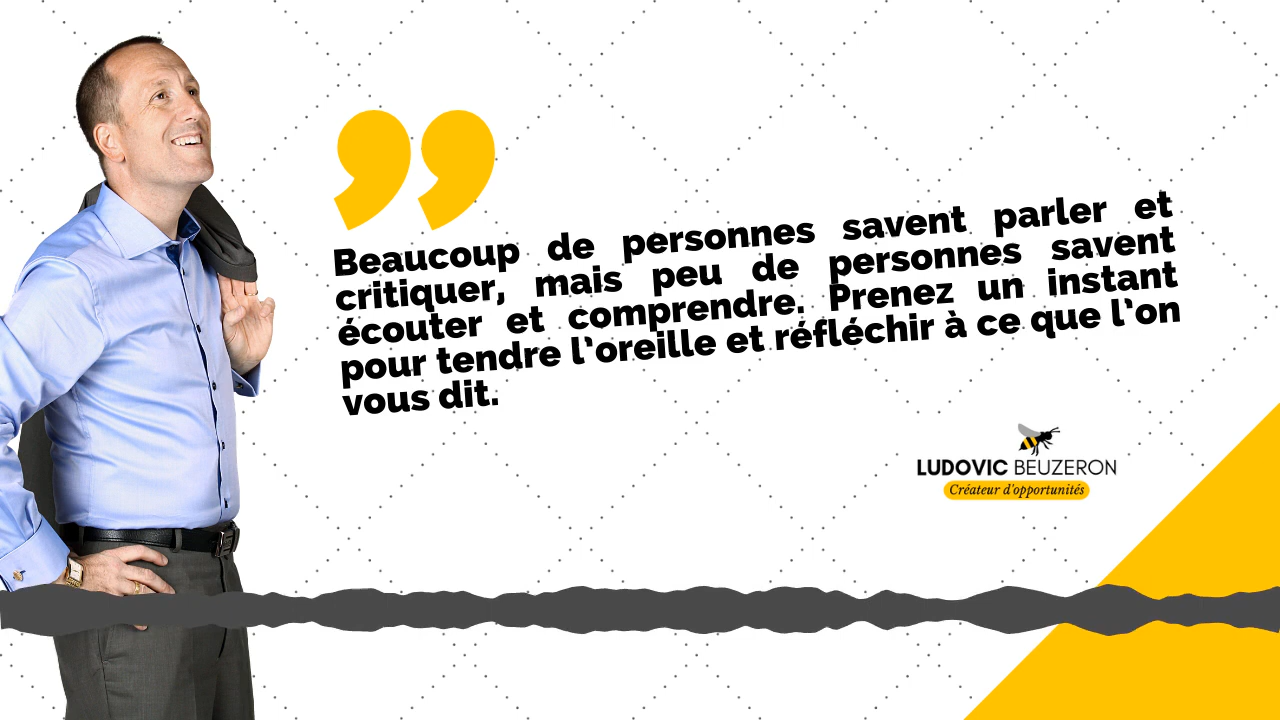 Beaucoup de personnes savent parler et
critiquer, mais peu de personnes savent
écouter et comprendre. Prenez un instant
pour tendre l'oreille et réfléchir à ce que l'on
vous dit.
LUDOVIC BEUZERON
Créateur d'opportunités